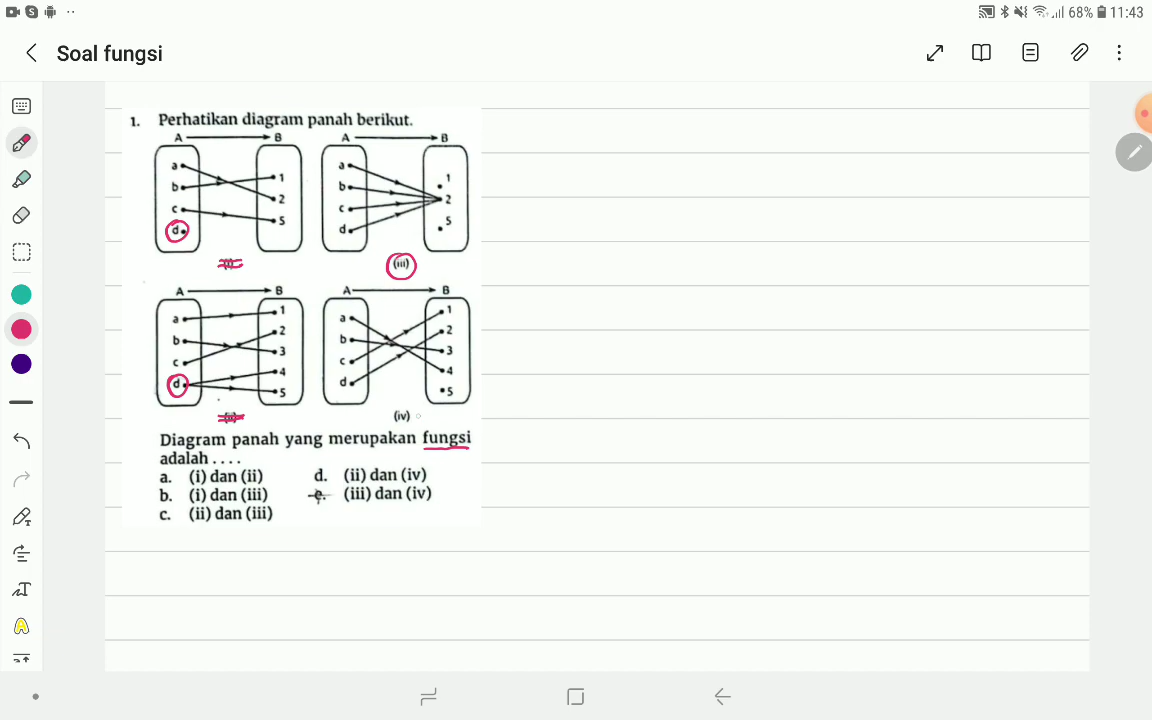 68% 11:43
Soal fungsi
1. Perhatikan diagram panah berikut.
A B A B
a a
b 1 b 1
c 2 c 2
d 5 d 5
(iii)
A B A B
a 1 a 1
b 2 b 2
c 3 c 3
d 4 d 4
5 5
(iv)
Diagram panah yang merupakan fungsi
adalah . . . .
a. (i) dan (ii) d. (ii) dan (iv)
b. (i) dan (iii) e. (iii) dan (iv)
c. (ii) dan (iii)